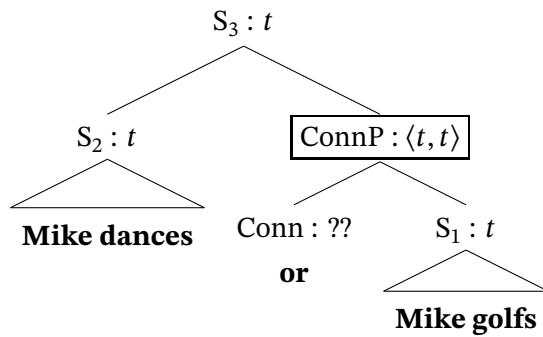 S₃ : t
S₂ : t ConnP : ⟨t, t⟩
Mike dances Conn : ?? S₁ : t
or
Mike golfs